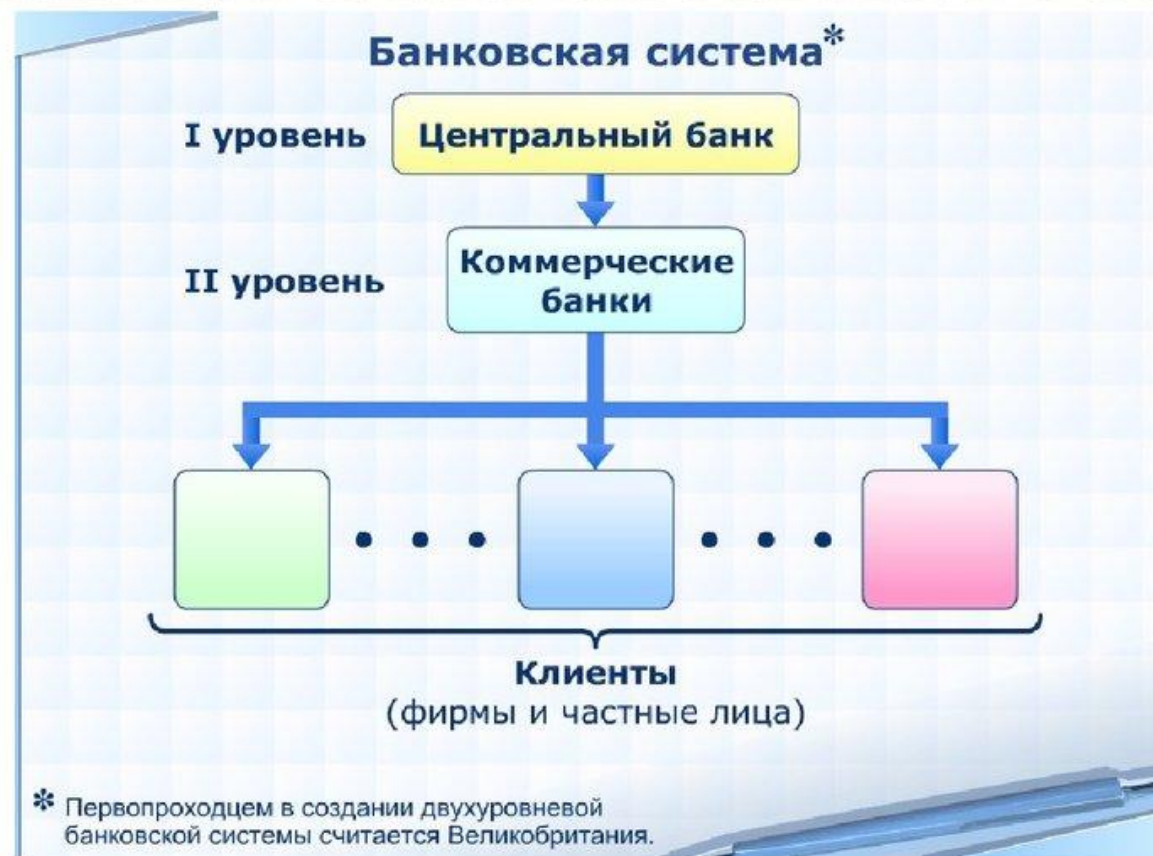 Банковская система*
I уровень Центральный банк
II уровень
Коммерческие
банки
Клиенты
(фирмы и частные лица)
* Первопроходцем в создании двухуровневой
банковской системы считается Великобритания.